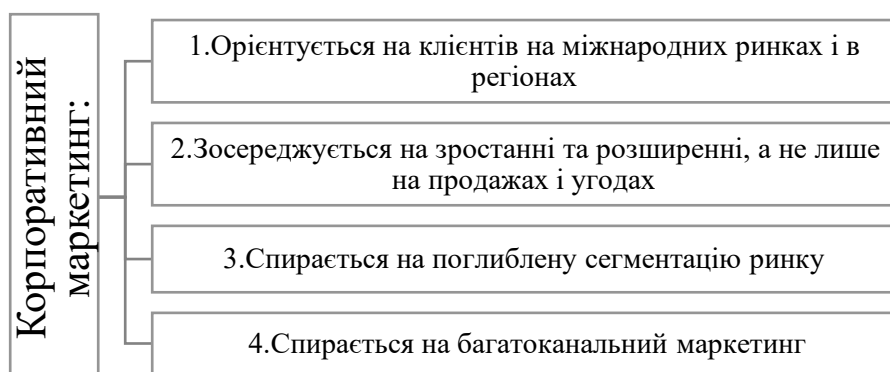 Корпоративний
маркетинг:
1.Орієнтується на клієнтів на міжнародних ринках і в
регіонах
2.Зосереджується на зростанні та розширенні, а не лише
на продажах і угодах
3.Спирається на поглиблену сегментацію ринку
4.Спирається на багатоканальний маркетинг